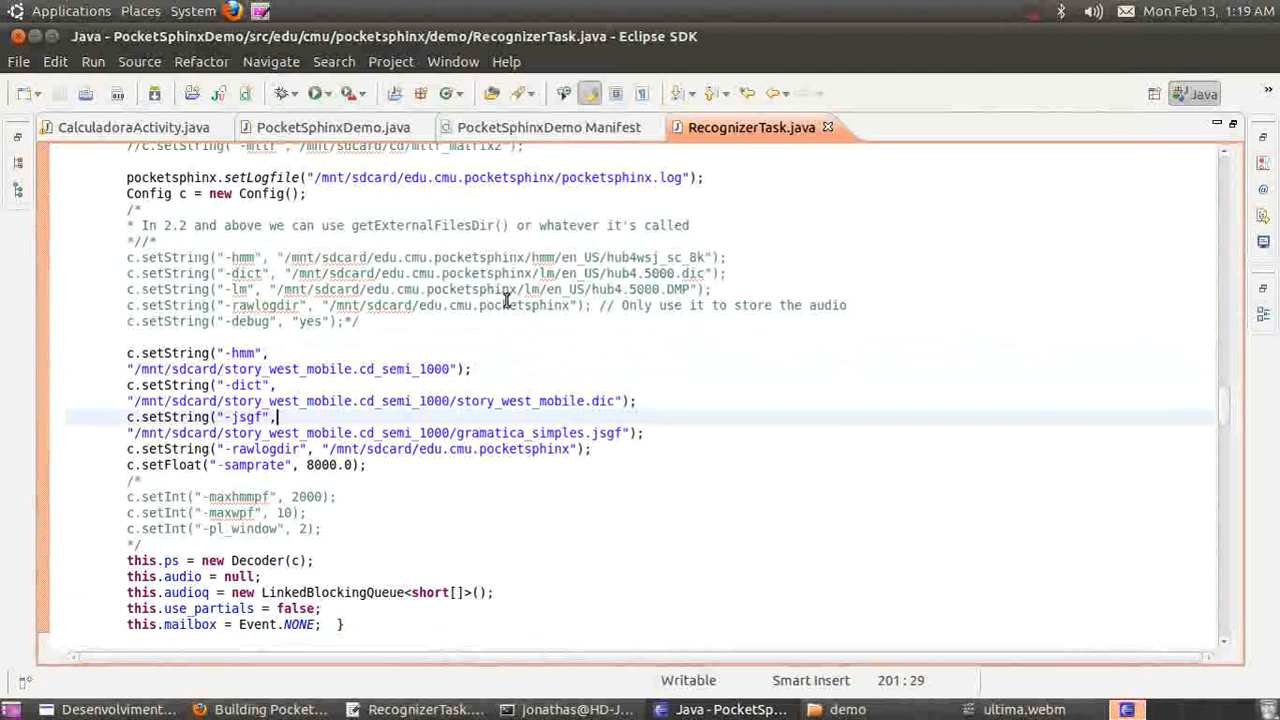 Applications Places System Mon Feb 13, 1:19 AM
Java - PocketSphinxDemo/src/edu/cmu/pocketsphinx/demo/RecognizerTask.java - Eclipse SDK
File Edit Run Source Refactor Navigate Search Project Window Help
Java
CalculadoraActivity.java PocketSphinxDemo.java PocketSphinxDemo Manifest RecognizerTask.java
//c.setString("-mllr", "/mnt/sdcard/cd/mllr_matrix2");
pocketsphinx.setLogfile("/mnt/sdcard/edu.cmu.pocketsphinx/pocketsphinx.log");
Config c = new Config();
/*
* In 2.2 and above we can use getExternalFilesDir() or whatever it's called
*//*
c.setString("-hmm", "/mnt/sdcard/edu.cmu.pocketsphinx/hmm/en_US/hub4wsj_sc_8k");
c.setString("-dict", "/mnt/sdcard/edu.cmu.pocketsphinx/lm/en_US/hub4.5000.dic");
c.setString("-lm", "/mnt/sdcard/edu.cmu.pocketsphinx/lm/en_US/hub4.5000.DMP");
c.setString("-rawlogdir", "/mnt/sdcard/edu.cmu.pocketsphinx"); // Only use it to store the audio
c.setString("-debug", "yes");*/
c.setString("-hmm",
"/mnt/sdcard/story_west_mobile.cd_semi_1000");
c.setString("-dict",
"/mnt/sdcard/story_west_mobile.cd_semi_1000/story_west_mobile.dic");
c.setString("-jsgf",
"/mnt/sdcard/story_west_mobile.cd_semi_1000/gramatica_simples.jsgf");
c.setString("-rawlogdir", "/mnt/sdcard/edu.cmu.pocketsphinx");
c.setFloat("-samprate", 8000.0);
/*
c.setInt("-maxhmmpf", 2000);
c.setInt("-maxwpf", 10);
c.setInt("-pl_window", 2);
*/
this.ps = new Decoder(c);
this.audio = null;
this.audioq = new LinkedBlockingQueue<short[]>();
this.use_partials = false;
this.mailbox = Event.NONE; }
Writable Smart Insert 201 : 29
Desenvolviment... Building Pocket... RecognizerTask.... jonathas@HD-J... Java - PocketSp... demo ultima.webm